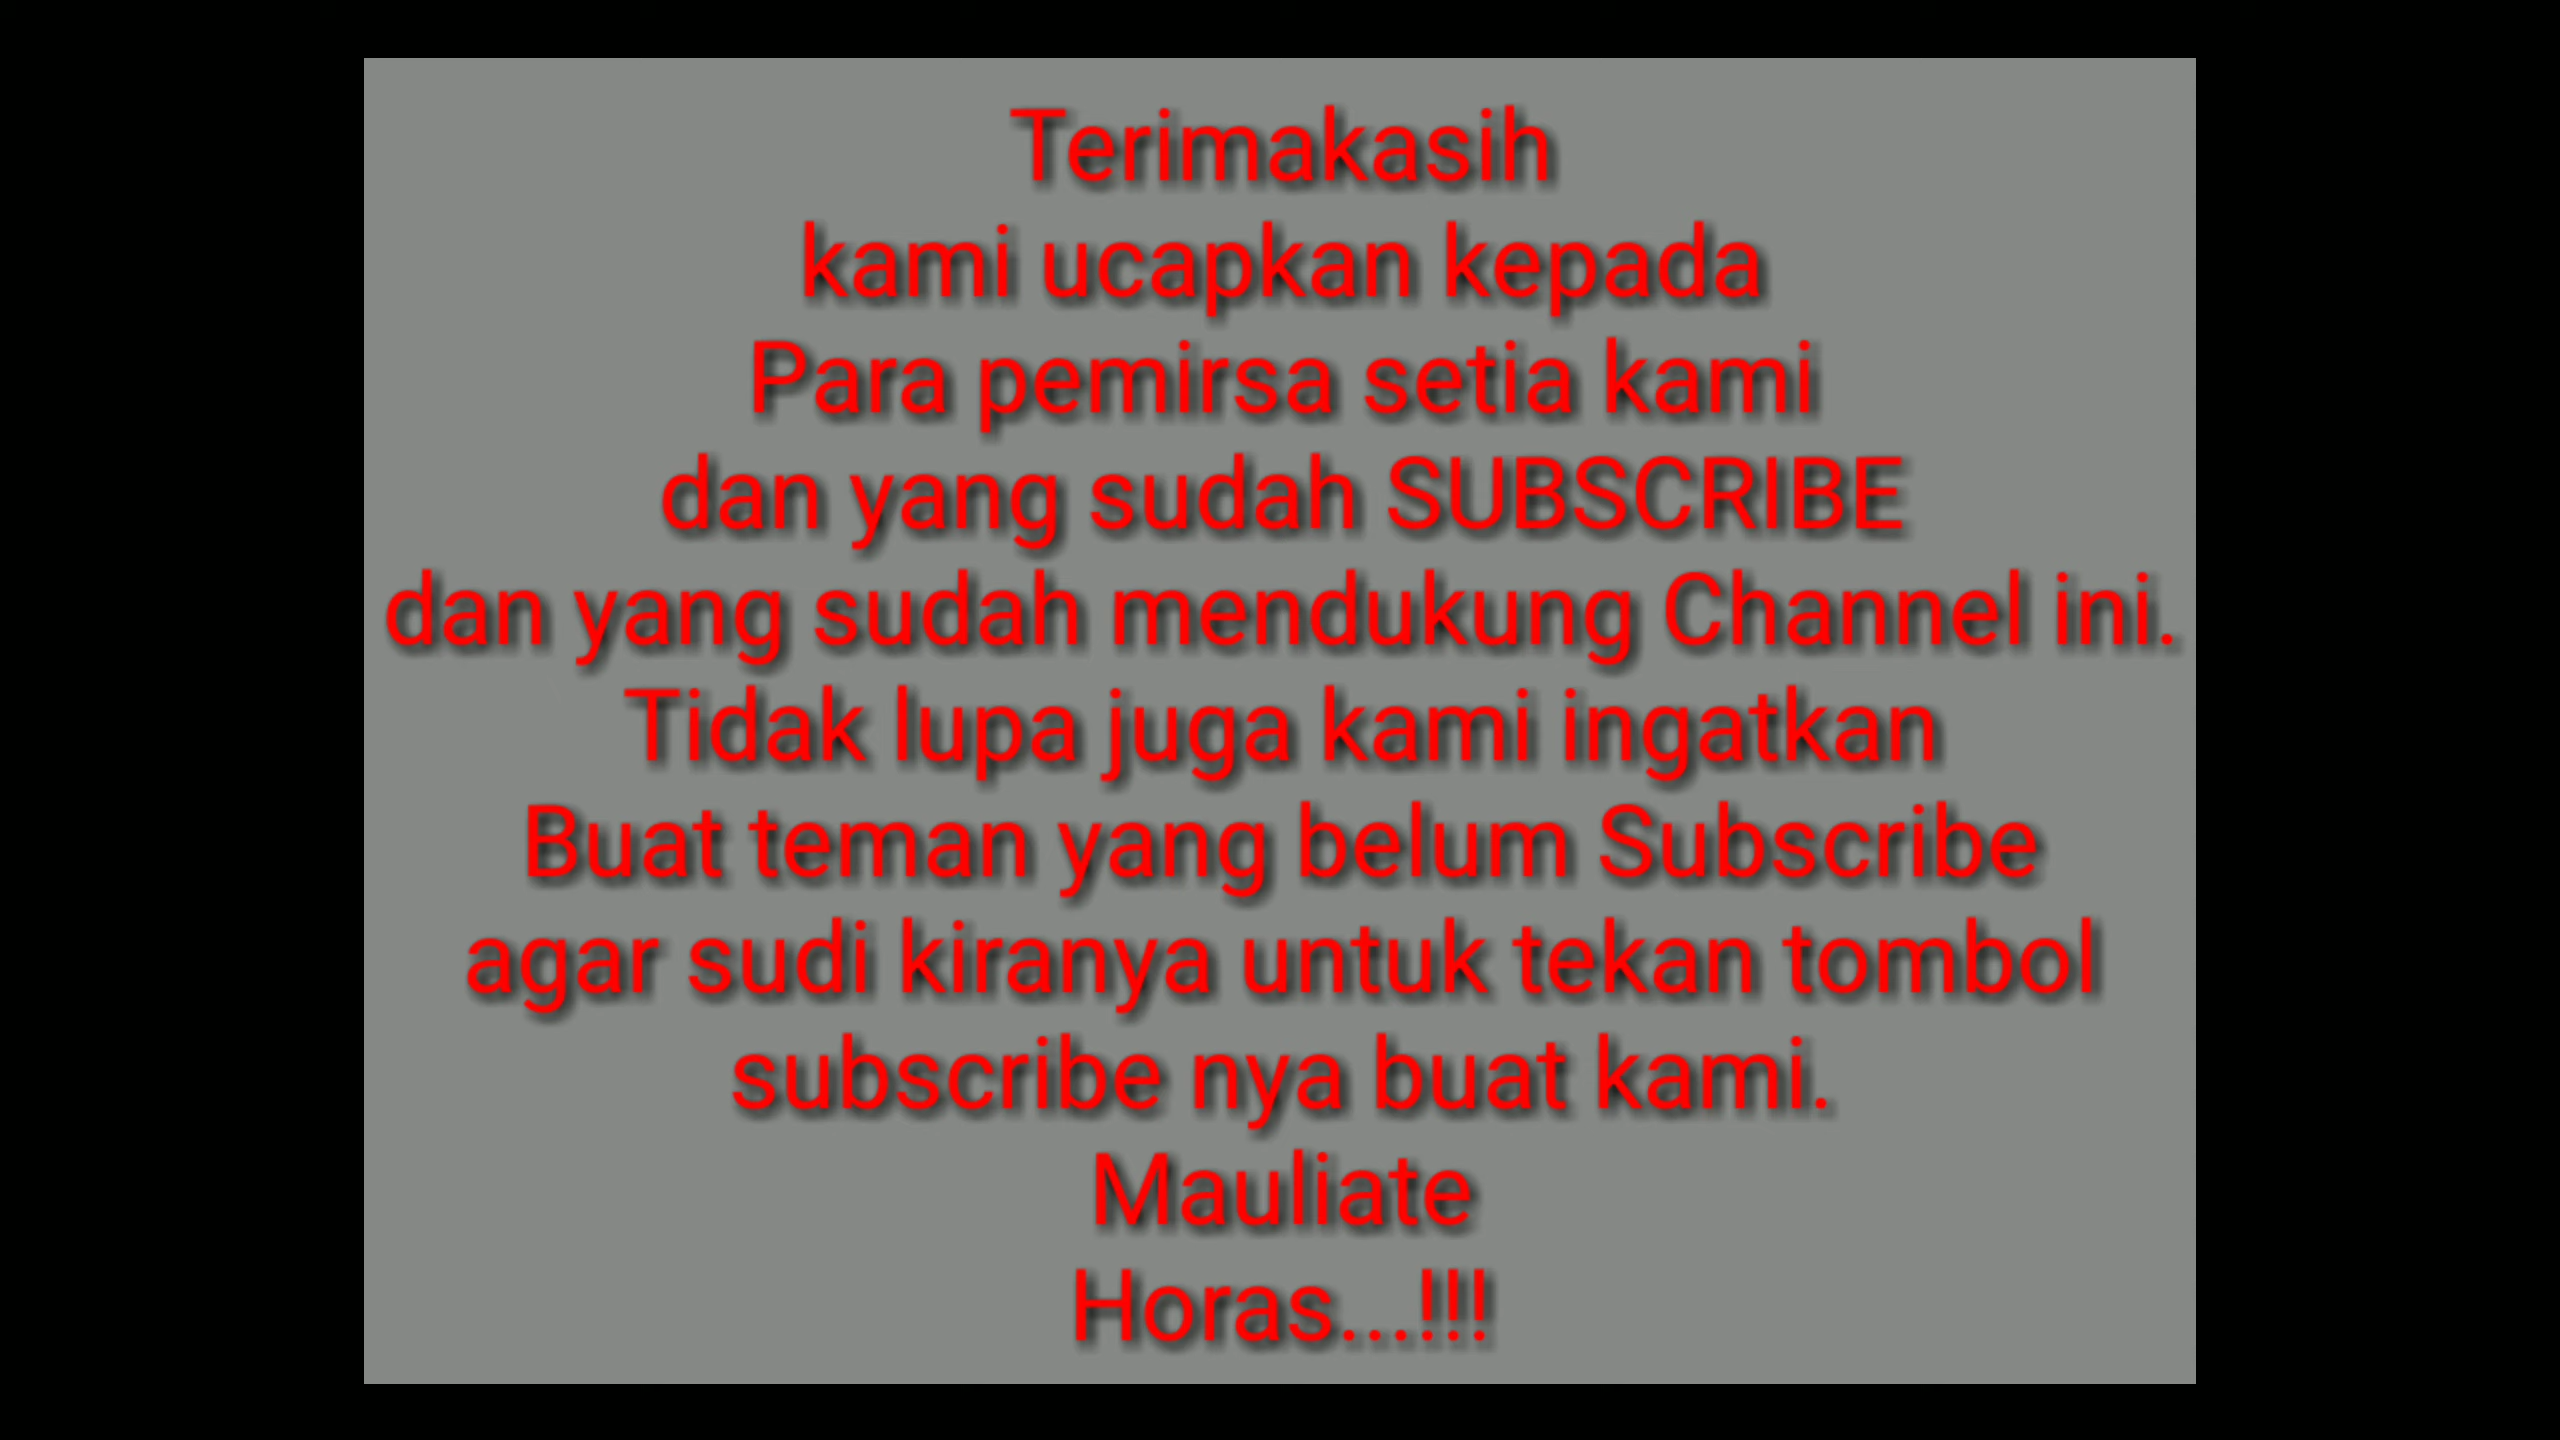 Terimakasih
kami ucapkan kepada
Para pemirsa setia kami
dan yang sudah SUBSCRIBE
dan yang sudah mendukung Channel ini.
Tidak lupa juga kami ingatkan
Buat teman yang belum Subscribe
agar sudi kiranya untuk tekan tombol
subscribe nya buat kami.
Mauliate
Horas...!!!